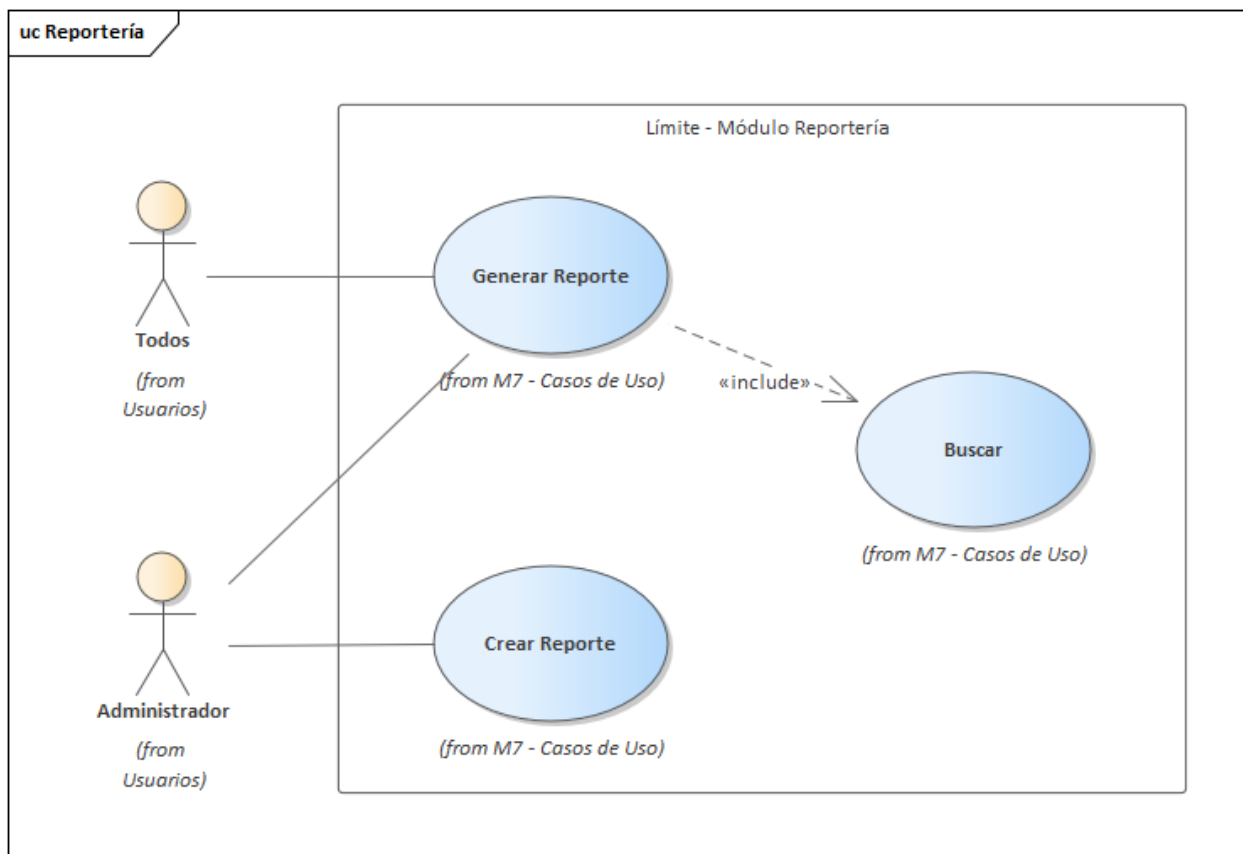 uc Reportería
Límite - Módulo Reportería
Generar Reporte
Todos
(from
Usuarios)
(from M7 - Casos de Uso)
«include»
Buscar
(from M7 - Casos de Uso)
Crear Reporte
Administrador
(from
Usuarios)
(from M7 - Casos de Uso)